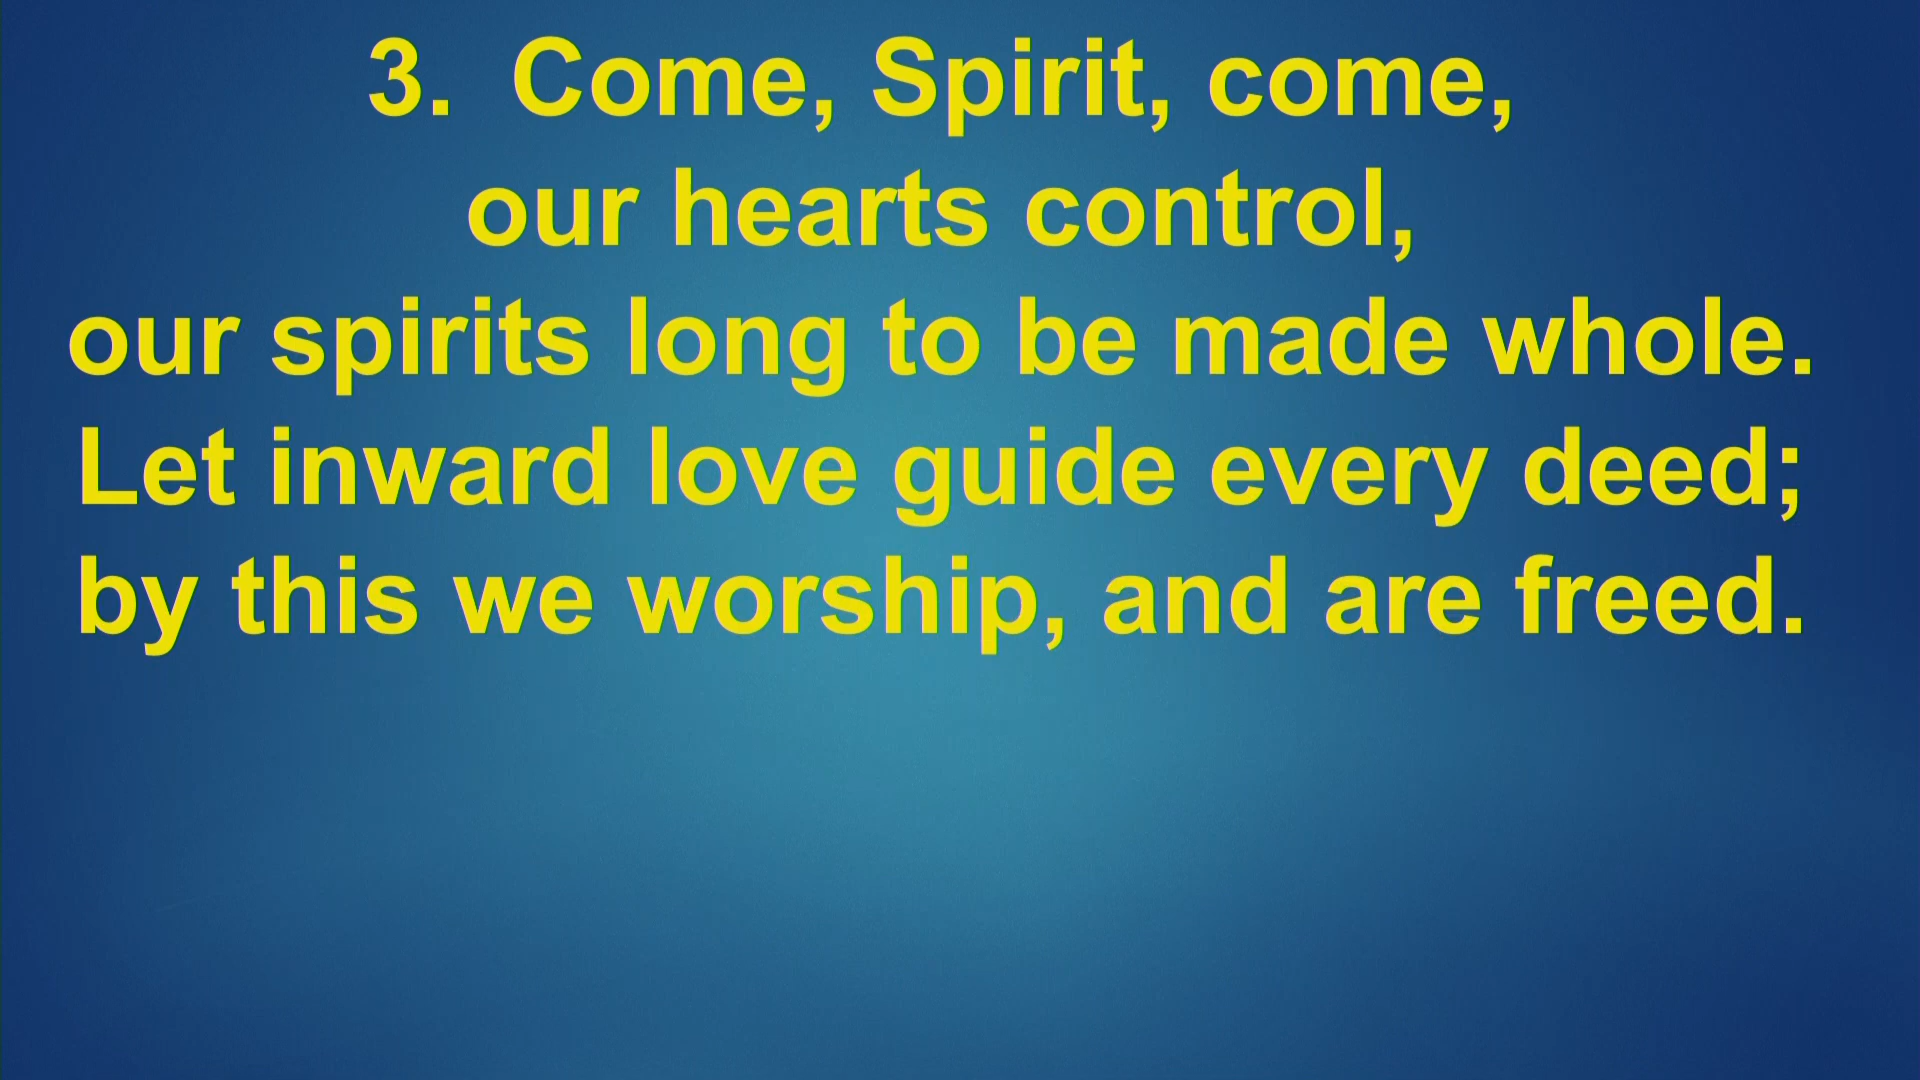 3. Come, Spirit, come,
our hearts control,
our spirits long to be made whole.
Let inward love guide every deed;
by this we worship, and are freed.